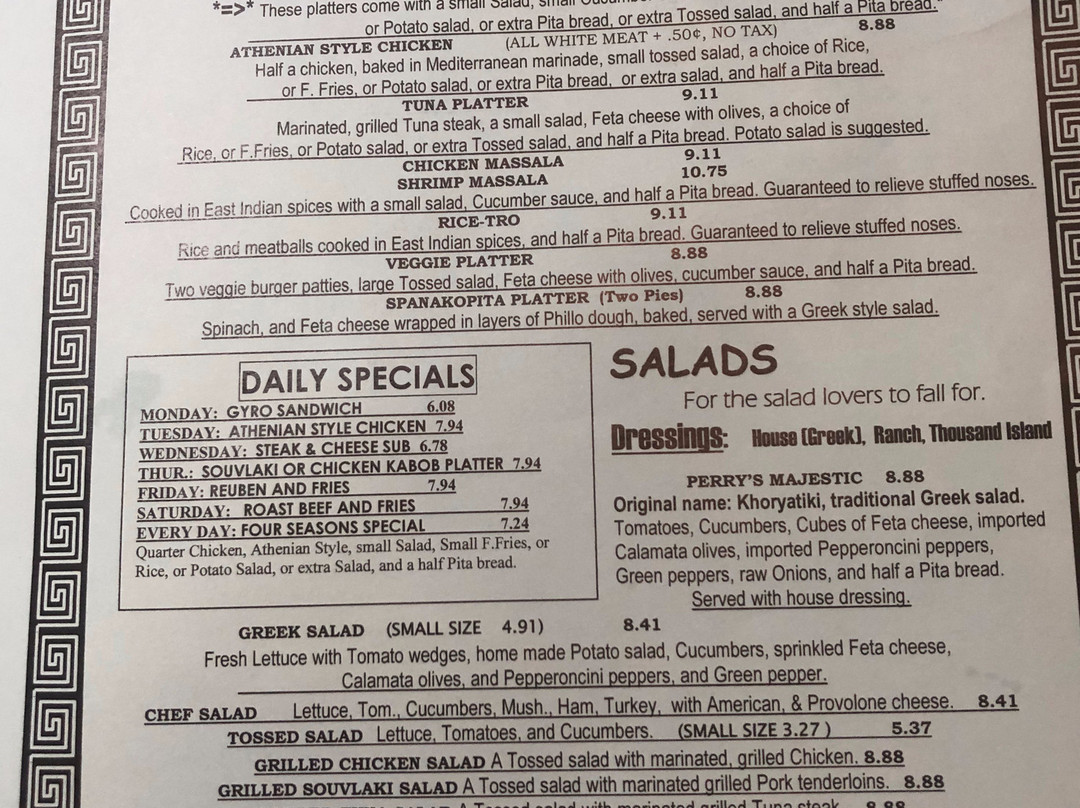 *=>* These platters come with a small Salad, small
or Potato salad, or extra Pita bread, or extra Tossed salad, and half a Pita bread.
ATHENIAN STYLE CHICKEN (ALL WHITE MEAT + .50¢, NO TAX) 8.88
Half a chicken, baked in Mediterranean marinade, small tossed salad, a choice of Rice,
or F. Fries, or Potato salad, or extra Pita bread, or extra salad, and half a Pita bread.
TUNA PLATTER 9.11
Marinated, grilled Tuna steak, a small salad, Feta cheese with olives, a choice of
Rice, or F.Fries, or Potato salad, or extra Tossed salad, and half a Pita bread. Potato salad is suggested.
CHICKEN MASSALA 9.11
SHRIMP MASSALA 10.75
Cooked in East Indian spices with a small salad, Cucumber sauce, and half a Pita bread. Guaranteed to relieve stuffed noses.
RICE-TRO 9.11
Rice and meatballs cooked in East Indian spices, and half a Pita bread. Guaranteed to relieve stuffed noses.
VEGGIE PLATTER 8.88
Two veggie burger patties, large Tossed salad, Feta cheese with olives, cucumber sauce, and half a Pita bread.
SPANAKOPITA PLATTER (Two Pies) 8.88
Spinach, and Feta cheese wrapped in layers of Phillo dough, baked, served with a Greek style salad.
DAILY SPECIALS
MONDAY: GYRO SANDWICH 6.08
TUESDAY: ATHENIAN STYLE CHICKEN 7.94
WEDNESDAY: STEAK & CHEESE SUB 6.78
THUR.: SOUVLAKI OR CHICKEN KABOB PLATTER 7.94
FRIDAY: REUBEN AND FRIES 7.94
SATURDAY: ROAST BEEF AND FRIES 7.94
EVERY DAY: FOUR SEASONS SPECIAL 7.24
Quarter Chicken, Athenian Style, small Salad, Small F.Fries, or
Rice, or Potato Salad, or extra Salad, and a half Pita bread.
SALADS
For the salad lovers to fall for.
Dressings: House (Greek), Ranch, Thousand Island
PERRY'S MAJESTIC 8.88
Original name: Khoryatiki, traditional Greek salad.
Tomatoes, Cucumbers, Cubes of Feta cheese, imported
Calamata olives, imported Pepperoncini peppers,
Green peppers, raw Onions, and half a Pita bread.
Served with house dressing.
GREEK SALAD (SMALL SIZE 4.91) 8.41
Fresh Lettuce with Tomato wedges, home made Potato salad, Cucumbers, sprinkled Feta cheese,
Calamata olives, and Pepperoncini peppers, and Green pepper.
CHEF SALAD Lettuce, Tom., Cucumbers, Mush., Ham, Turkey, with American, & Provolone cheese. 8.41
TOSSED SALAD Lettuce, Tomatoes, and Cucumbers. (SMALL SIZE 3.27 ) 5.37
GRILLED CHICKEN SALAD A Tossed salad with marinated, grilled Chicken. 8.88
GRILLED SOUVLAKI SALAD A Tossed salad with marinated grilled Pork tenderloins. 8.88
A Tossed salad with marinated grilled Tuna steak 8.88